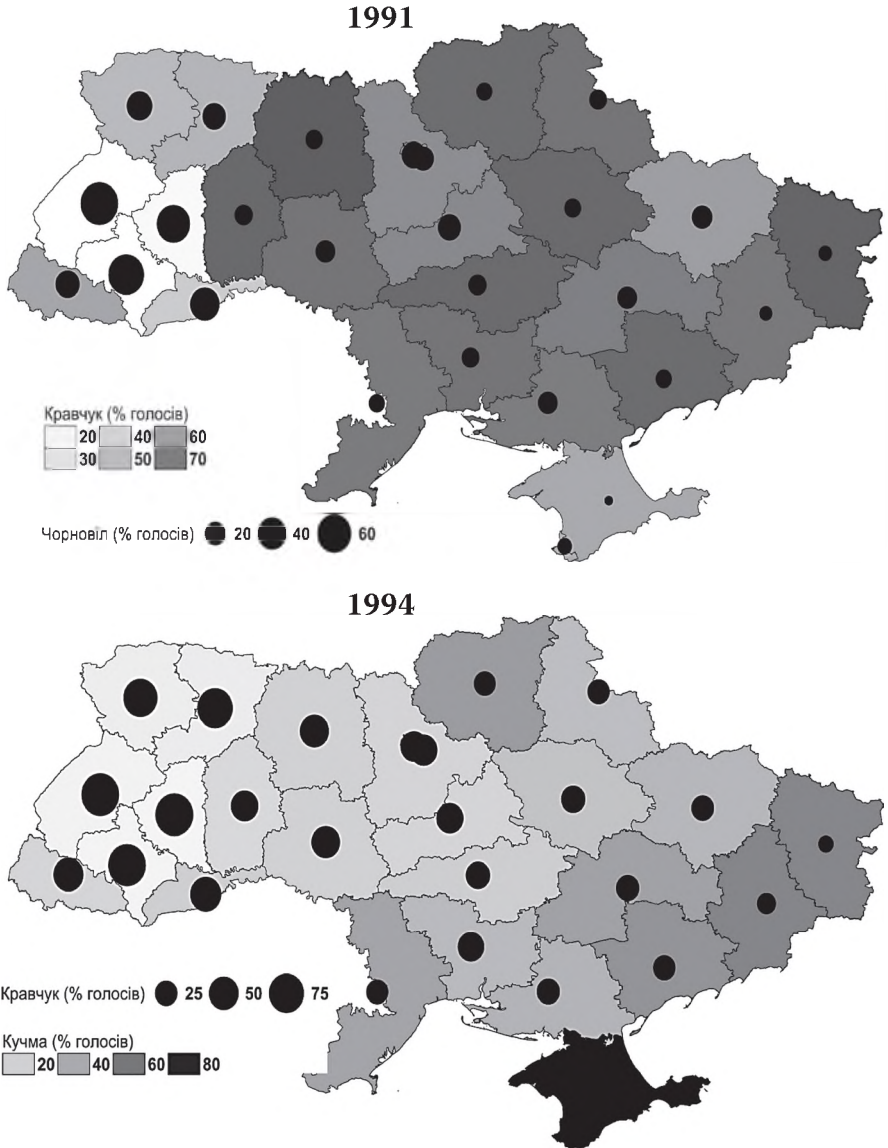 1991
Кравчук (% голосів)
20 40 60
30 50 70
Чорновіл (% голосів) 20 40 60
1994
Кравчук (% голосів) 25 50 75
Кучма (% голосів)
20 40 60 80